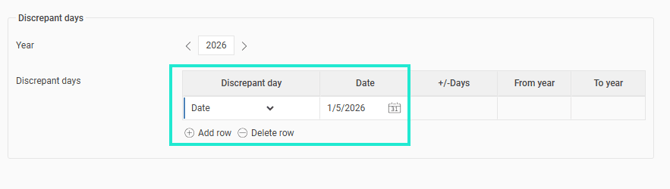 Discrepant days
Year
2026
Discrepant days
Discrepant day Date +/-Days From year To year
Date 1/5/2026 31
Add row Delete row